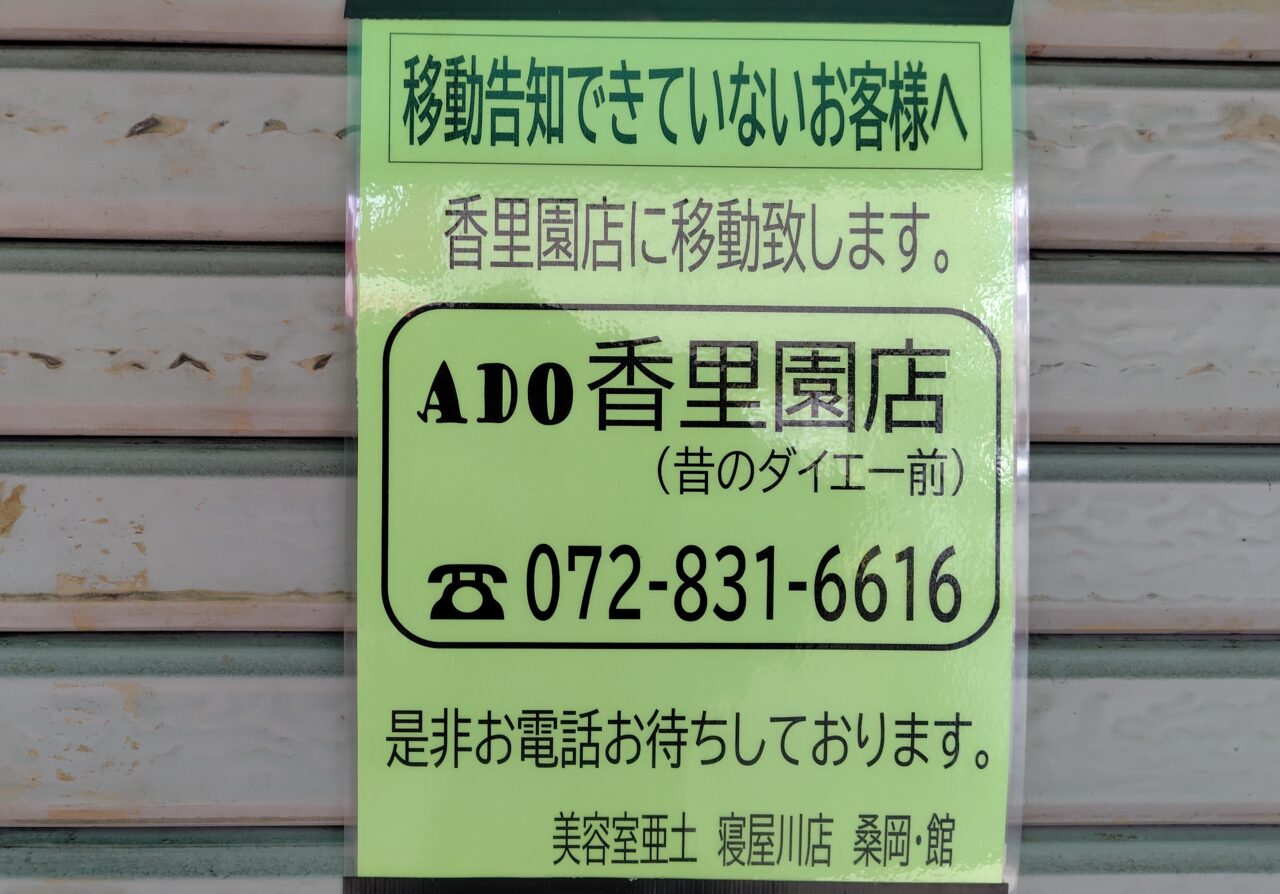 移動告知できていないお客様へ
香里園店に移動致します。
ADO香里園店
（昔のダイエー前）
☎072-831-6616
是非お電話お待ちしております。
美容室亜士 寝屋川店 桑岡・館